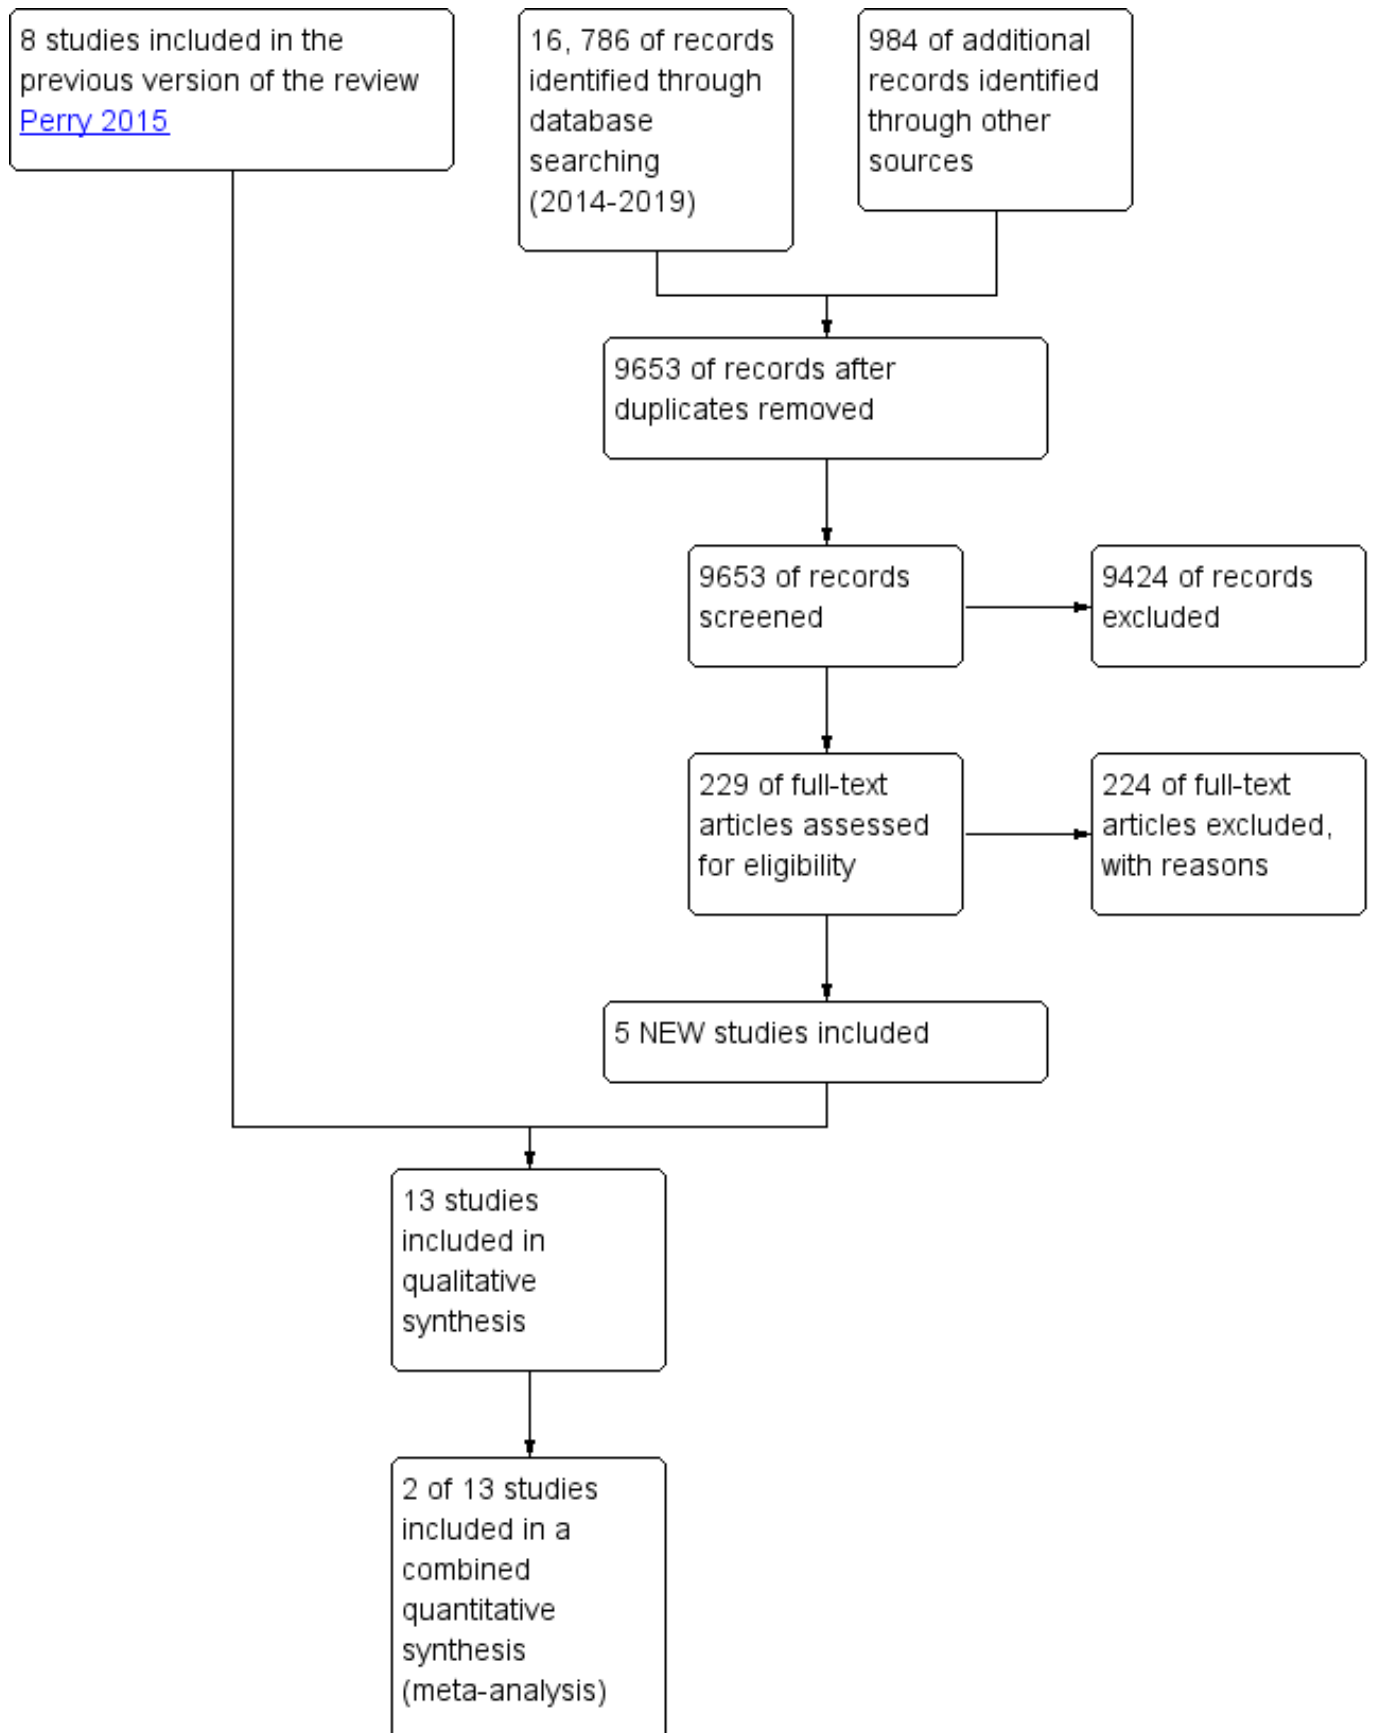 8 studies included in the
previous version of the review
Perry 2015
16, 786 of records
identified through
database
searching
(2014-2019)
984 of additional
records identified
through other
sources
9653 of records after
duplicates removed
9653 of records
screened
9424 of records
excluded
229 of full-text
articles assessed
for eligibility
224 of full-text
articles excluded,
with reasons
5 NEW studies included
13 studies
included in
qualitative
synthesis
2 of 13 studies
included in a
combined
quantitative
synthesis
(meta-analysis)